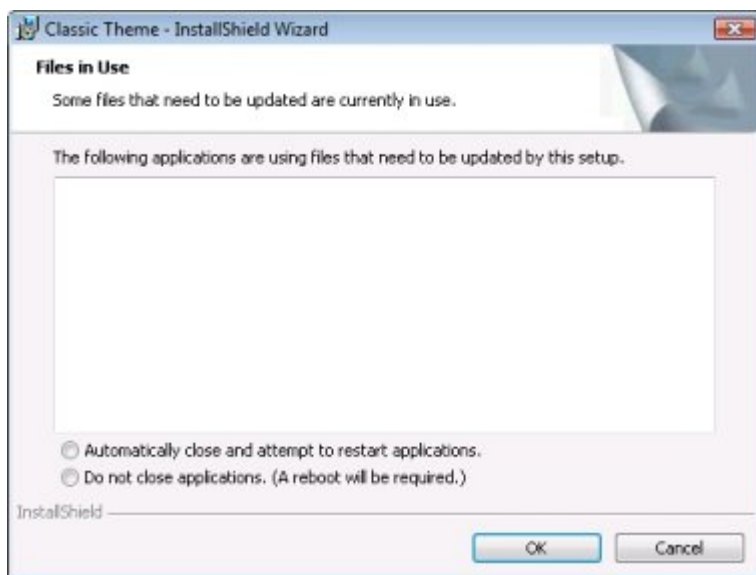 Classic Theme - InstallShield Wizard
Files in Use
Some files that need to be updated are currently in use.
The following applications are using files that need to be updated by this setup.
Automatically close and attempt to restart applications.
Do not close applications. (A reboot will be required.)
InstallShield
OK
Cancel